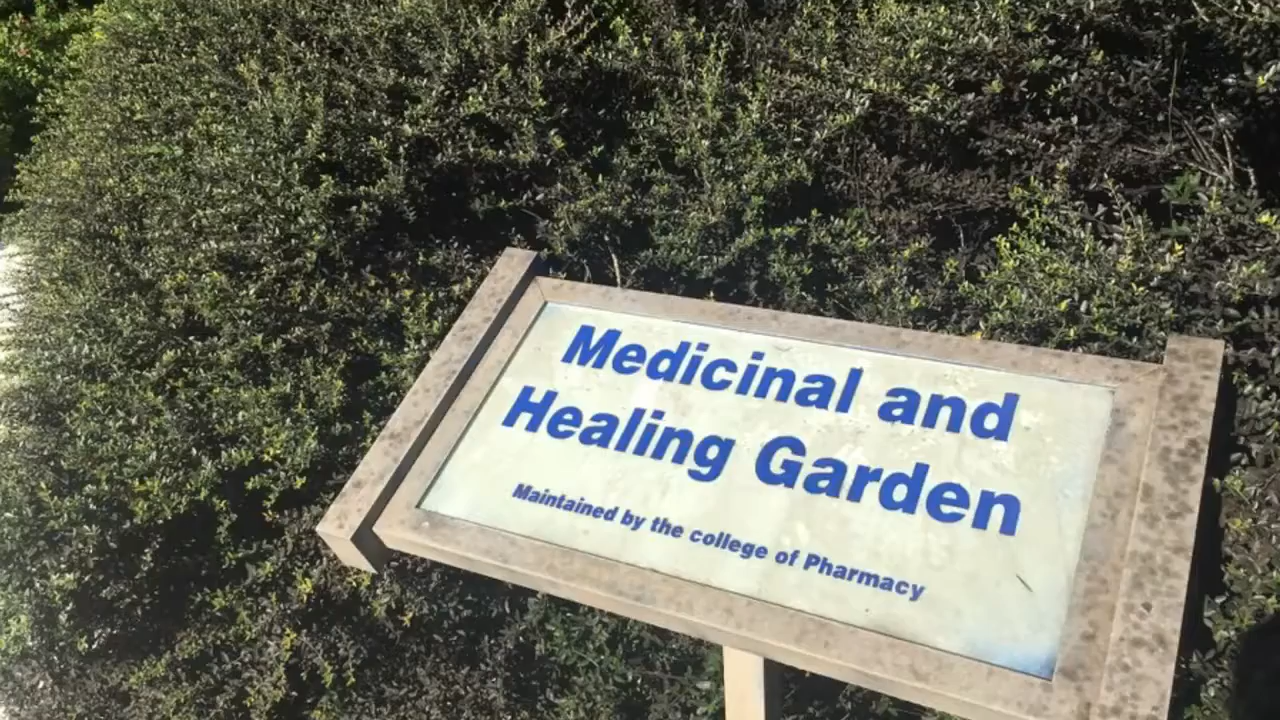 Medicinal and
Healing Garden
Maintained by the college of Pharmacy